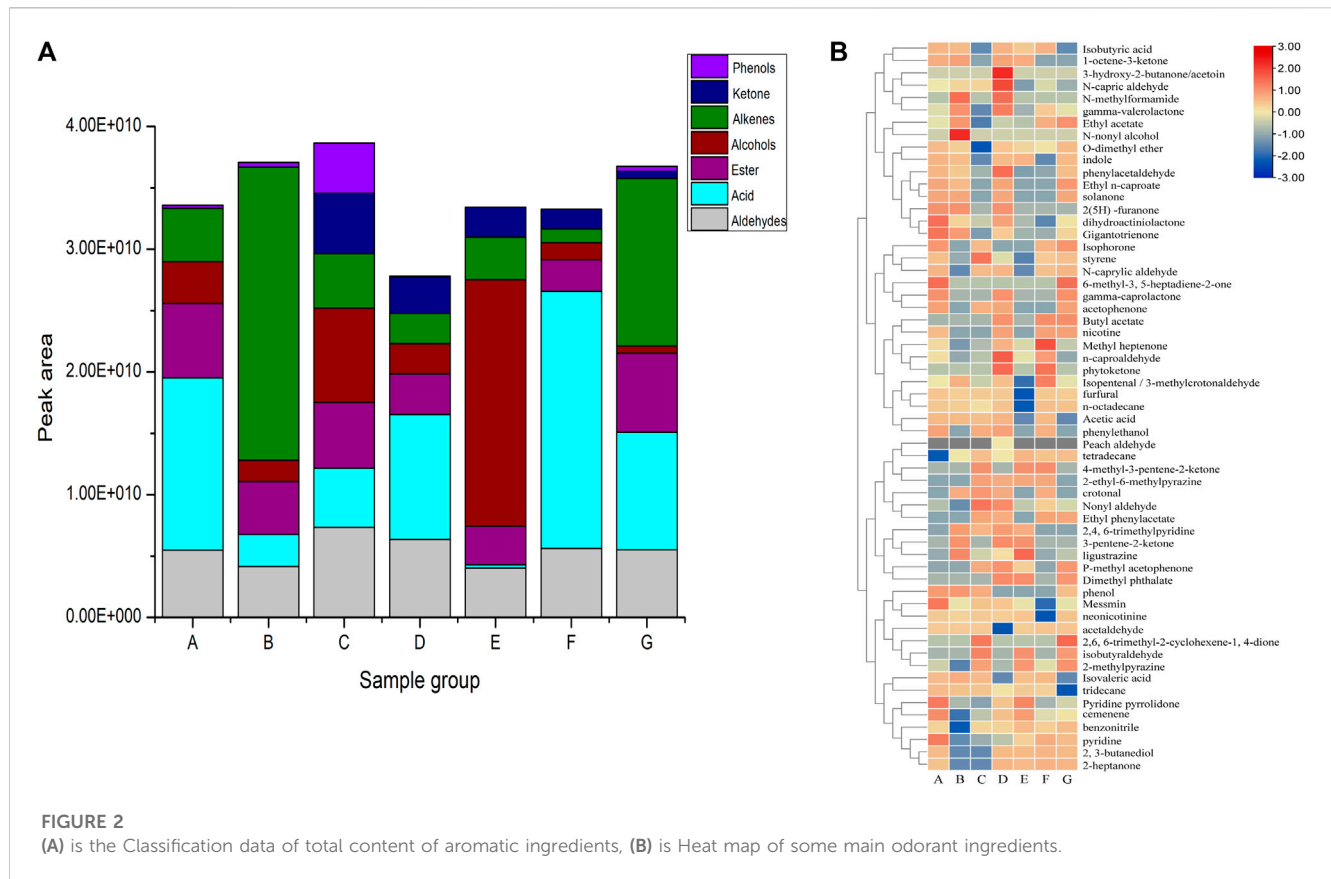 A
Phenols
Ketone
Alkenes
Alcohols
Ester
Acid
Aldehydes
4.00E+010
3.00E+010
2.00E+010
1.00E+010
0.00E+000
Peak area
A B C D E F G
Sample group
B
3.00
2.00
1.00
0.00
-1.00
-2.00
-3.00
Isobutyric acid
1-octene-3-ketone
3-hydroxy-2-butanone/acetoin
N-capric aldehyde
N-methylformamide
gamma-valerolactone
Ethyl acetate
N-nonyl alcohol
O-dimethyl ether
indole
phenylacetaldehyde
Ethyl n-caproate
solanone
2(5H) -furanone
dihydroactiniolactone
Gigantotrienone
Isophorone
styrene
N-caprylic aldehyde
6-methyl-3, 5-heptadiene-2-one
gamma-caprolactone
acetophenone
Butyl acetate
nicotine
Methyl heptenone
n-caproaldehyde
phytoketone
Isopentenal / 3-methylcrotonaldehyde
furfural
n-octadecane
Acetic acid
phenylethanol
Peach aldehyde
tetradecane
4-methyl-3-pentene-2-ketone
2-ethyl-6-methylpyrazine
crotonal
Nonyl aldehyde
Ethyl phenylacetate
2,4, 6-trimethylpyridine
3-pentene-2-ketone
ligustrazine
P-methyl acetophenone
Dimethyl phthalate
phenol
Messmin
neonicotinine
acetaldehyde
2,6, 6-trimethyl-2-cyclohexene-1, 4-dione
isobutyraldehyde
2-methylpyrazine
Isovaleric acid
tridecane
Pyridine pyrrolidone
cemenene
benzonitrile
pyridine
2, 3-butanediol
2-heptanone
A B C D E F G
FIGURE 2
(A) is the Classification data of total content of aromatic ingredients, (B) is Heat map of some main odorant ingredients.